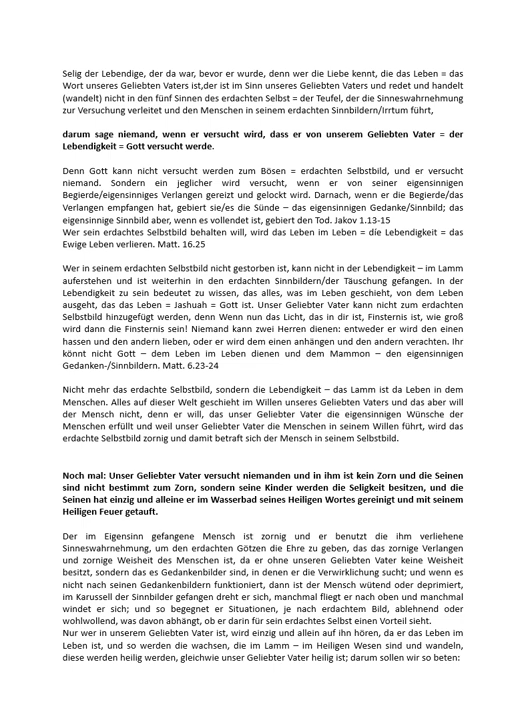 Selig der Lebendige, der da war, bevor er wurde, denn wer die Liebe kennt, die das Leben = das
Wort unseres Geliebten Vaters ist,der ist im Sinn unseres Geliebten Vaters und redet und handelt
(wandelt) nicht in den fünf Sinnen des erdachten Selbst = der Teufel, der die Sinneswahrnehmung
zur Versuchung verleitet und den Menschen in seinem erdachten Sinnbildern/Irrtum führt,
darum sage niemand, wenn er versucht wird, dass er von unserem Geliebten Vater = der
Lebendigkeit = Gott versucht werde.
Denn Gott kann nicht versucht werden zum Bösen = erdachten Selbstbild, und er versucht
niemand. Sondern ein jeglicher wird versucht, wenn er von seiner eigensinnigen
Begierde/eigensinniges Verlangen gereizt und gelockt wird. Darnach, wenn er die Begierde/das
Verlangen empfangen hat, gebiert sie/es die Sünde – das eigensinnigen Gedanke/Sinnbild; das
eigensinnige Sinnbild aber, wenn es vollendet ist, gebiert den Tod. Jakov 1.13-15
Wer sein erdachtes Selbstbild behalten will, wird das Leben im Leben = die Lebendigkeit = das
Ewige Leben verlieren. Matt. 16.25
Wer in seinem erdachten Selbstbild nicht gestorben ist, kann nicht in der Lebendigkeit – im Lamm
auferstehen und ist weiterhin in den erdachten Sinnbildern/der Täuschung gefangen. In der
Lebendigkeit zu sein bedeutet zu wissen, das alles, was im Leben geschieht, von dem Leben
ausgeht, das das Leben = Jashuah = Gott ist. Unser Geliebter Vater kann nicht zum erdachten
Selbstbild hinzugefügt werden, denn Wenn nun das Licht, das in dir ist, Finsternis ist, wie groß
wird dann die Finsternis sein! Niemand kann zwei Herren dienen: entweder er wird den einen
hassen und den andern lieben, oder er wird dem einen anhängen und den andern verachten. Ihr
könnt nicht Gott – dem Leben im Leben dienen und dem Mammon – den eigensinnigen
Gedanken-/Sinnbildern. Matt. 6.23-24
Nicht mehr das erdachte Selbstbild, sondern die Lebendigkeit – das Lamm ist da Leben in dem
Menschen. Alles auf dieser Welt geschieht im Willen unseres Geliebten Vaters und das aber will
der Mensch nicht, denn er will, das unser Geliebter Vater die eigensinnigen Wünsche der
Menschen erfüllt und weil unser Geliebter Vater die Menschen in seinem Willen führt, wird das
erdachte Selbstbild zornig und damit betraft sich der Mensch in seinem Selbstbild.
Noch mal: Unser Geliebter Vater versucht niemanden und in ihm ist kein Zorn und die Seinen
sind nicht bestimmt zum Zorn, sondern seine Kinder werden die Seligkeit besitzen, und die
Seinen hat einzig und alleine er im Wasserbad seines Heiligen Wortes gereinigt und mit seinem
Heiligen Feuer getauft.
Der im Eigensinn gefangene Mensch ist zornig und er benutzt die ihm verliehene
Sinneswahrnehmung, um den erdachten Götzen die Ehre zu geben, das das zornige Verlangen
und zornige Weisheit des Menschen ist, da er ohne unseren Geliebten Vater keine Weisheit
besitzt, sondern das es Gedankenbilder sind, in denen er die Verwirklichung sucht; und wenn es
nicht nach seinen Gedankenbildern funktioniert, dann ist der Mensch wütend oder deprimiert,
im Karussell der Sinnbilder gefangen dreht er sich, manchmal fliegt er nach oben und manchmal
windet er sich; und so begegnet er Situationen, je nach erdachtem Bild, ablehnend oder
wohlwollend, was davon abhängt, ob er darin für sein erdachtes Selbst einen Vorteil sieht.
Nur wer in unserem Geliebten Vater ist, wird einzig und allein auf ihn hören, da er das Leben im
Leben ist, und so werden die wachsen, die im Lamm – im Heiligen Wesen sind und wandeln,
diese werden heilig werden, gleichwie unser Geliebter Vater heilig ist; darum sollen wir so beten: